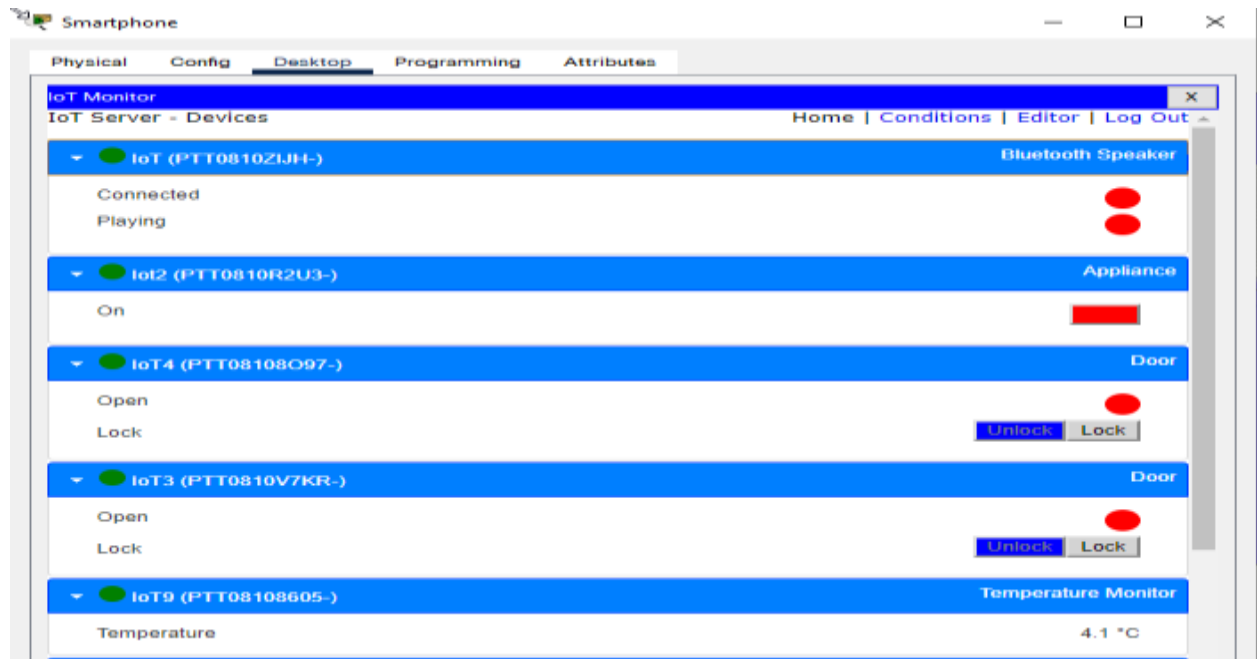 Smartphone
Physical Config Desktop Programming Attributes
IoT Monitor X
IoT Server - Devices Home | Conditions | Editor | Log Out
IoT (PTT0810ZIJH-) Bluetooth Speaker
Connected
Playing
IoI2 (PTT0810R2U3-) Appliance
On
IoT4 (PTT08108O97-) Door
Open
Lock Unlock Lock
IoT3 (PTT0810V7KR-) Door
Open
Lock Unlock Lock
IoT9 (PTT08108605-) Temperature Monitor
Temperature 4.1 °C